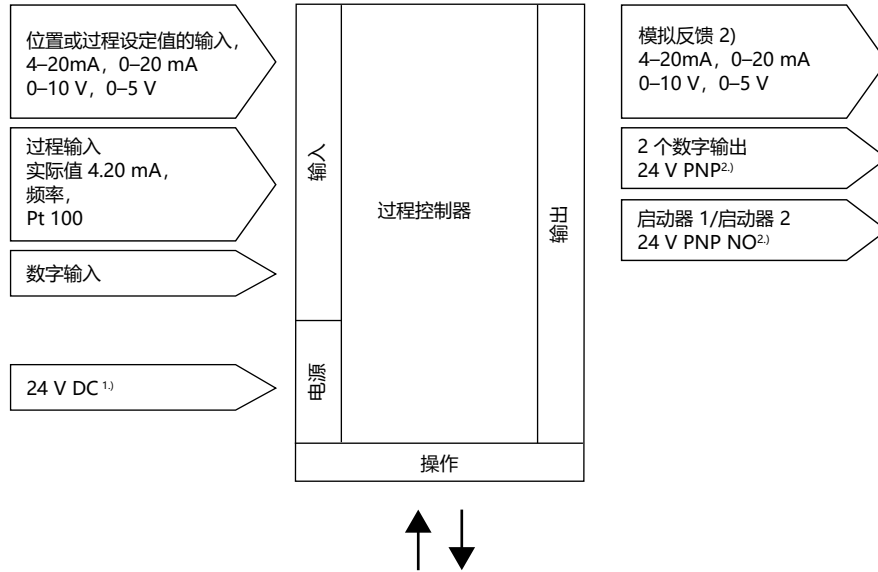 位置或过程设定值的输入，
4–20mA，0–20 mA
0–10 V，0–5 V
过程输入
实际值 4.20 mA，
频率，
Pt 100
数字输入
24 V DC 1.)
输入
电源
过程控制器
输出
操作
模拟反馈 2)
4–20mA，0–20 mA
0–10 V，0–5 V
2 个数字输出
24 V PNP2.)
启动器 1/启动器 2
24 V PNP NO2.)